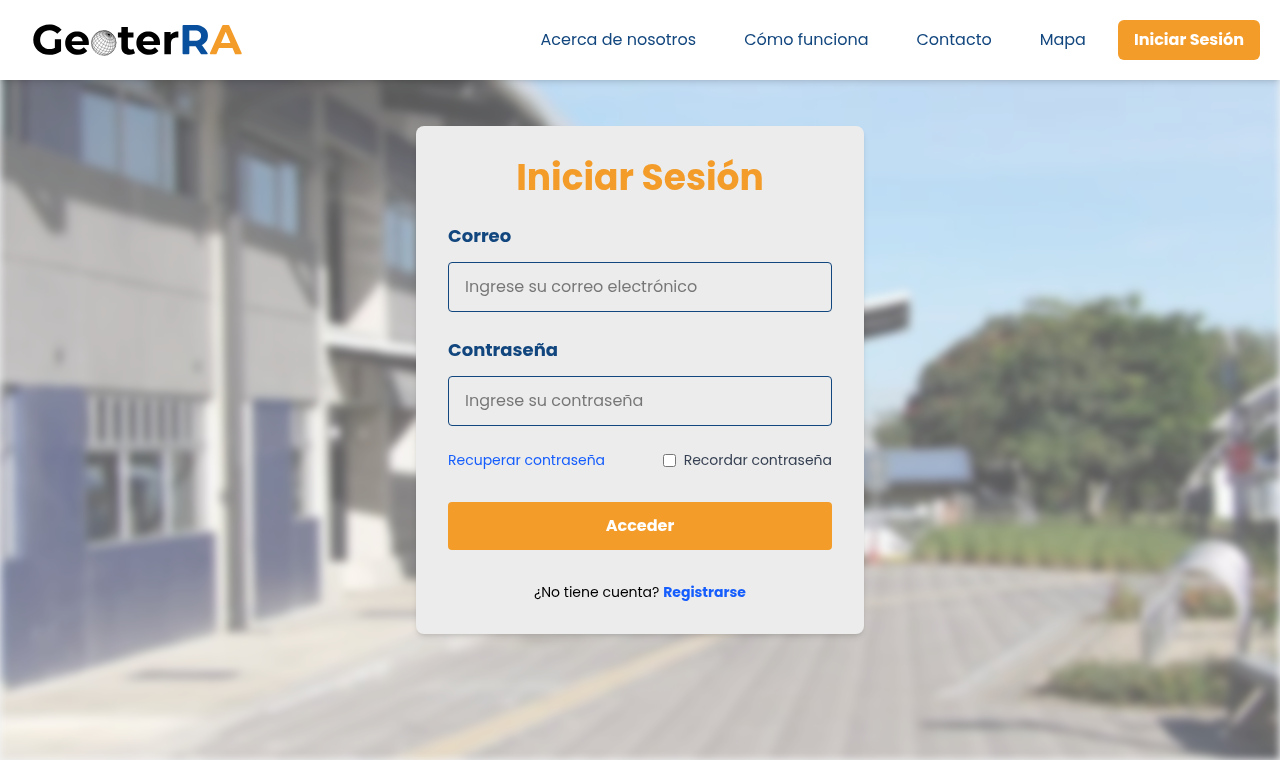 GeoterRA
Acerca de nosotros
Cómo funciona
Contacto
Mapa
Iniciar Sesión
Iniciar Sesión
Correo
Ingrese su correo electrónico
Contraseña
Ingrese su contraseña
Recuperar contraseña
Recordar contraseña
Acceder
¿No tiene cuenta? Registrarse